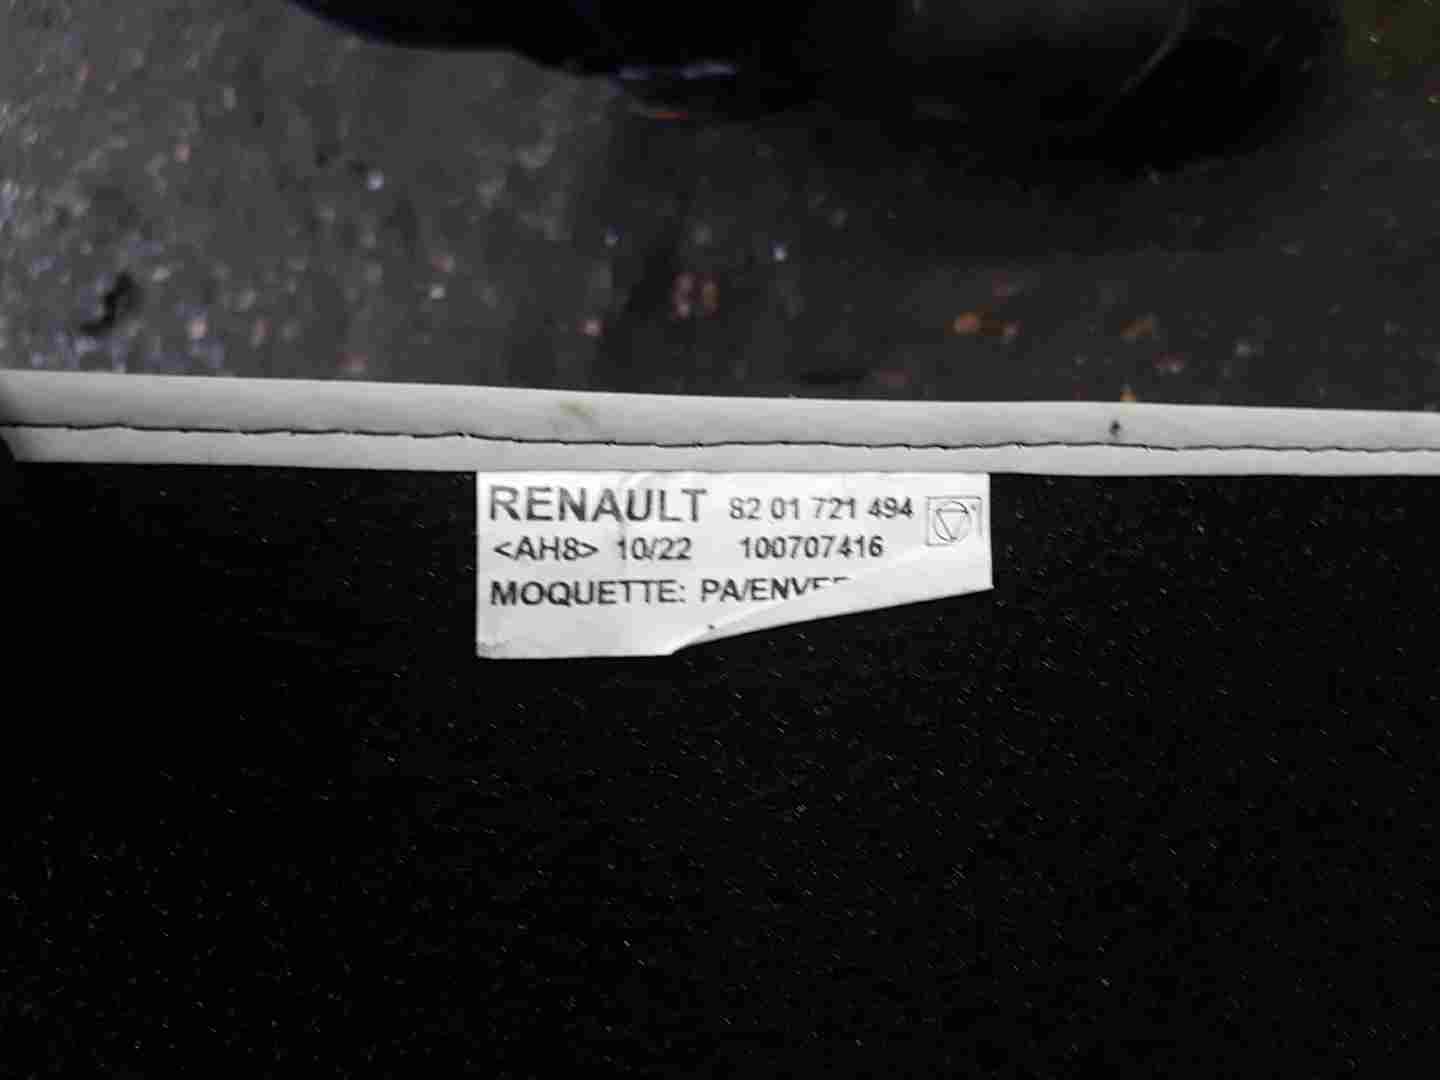 RENAULT 82 01 721 494
<AH8> 10/22 100707416
MOQUETTE: PA/ENVE